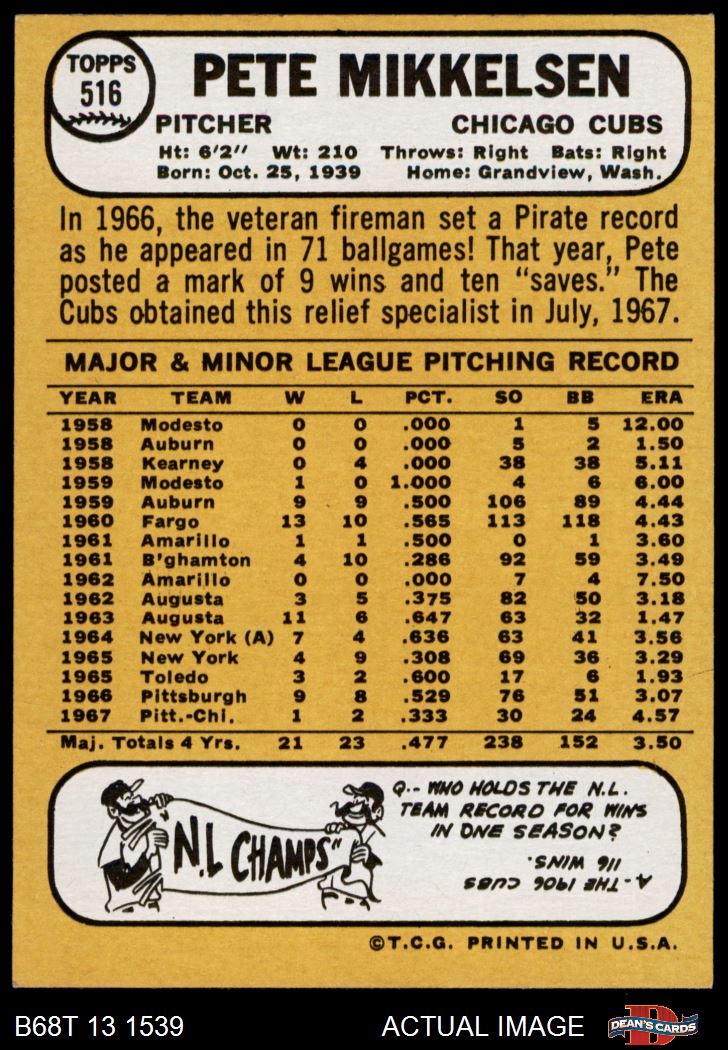 TOPPS
516
PETE MIKKELSEN
PITCHER CHICAGO CUBS
Ht: 6'2" Wt: 210 Throws: Right Bats: Right
Born: Oct. 25, 1939 Home: Grandview, Wash.
In 1966, the veteran fireman set a Pirate record
as he appeared in 71 ballgames! That year, Pete
posted a mark of 9 wins and ten "saves." The
Cubs obtained this relief specialist in July, 1967.
MAJOR & MINOR LEAGUE PITCHING RECORD
YEAR TEAM W L PCT. SO BB ERA
1958 Modesto 0 0 .000 1 5 12.00
1958 Auburn 0 0 .000 5 2 1.50
1958 Kearney 0 4 .000 38 38 5.11
1959 Modesto 1 0 1.000 4 6 6.00
1959 Auburn 9 9 .500 106 89 4.44
1960 Fargo 13 10 .565 113 118 4.43
1961 Amarillo 1 1 .500 0 1 3.60
1961 B'ghamton 4 10 .286 92 59 3.49
1962 Amarillo 0 0 .000 7 4 7.50
1962 Augusta 3 5 .375 82 50 3.18
1963 Augusta 11 6 .647 63 32 1.47
1964 New York (A) 7 4 .636 63 41 3.56
1965 New York 4 9 .308 69 36 3.29
1965 Toledo 3 2 .600 17 6 1.93
1966 Pittsburgh 9 8 .529 76 51 3.07
1967 Pitt.-Chi. 1 2 .333 30 24 4.57
Maj. Totals 4 Yrs. 21 23 .477 238 152 3.50
"N.L CHAMPS"
Q.-- WHO HOLDS THE N.L.
TEAM RECORD FOR WINS
IN ONE SEASON?
A- THE 1906 CUBS
116 WINS.
©T.C.G. PRINTED IN U.S.A.
B68T 13 1539 ACTUAL IMAGE
D
DEAN'S CARDS